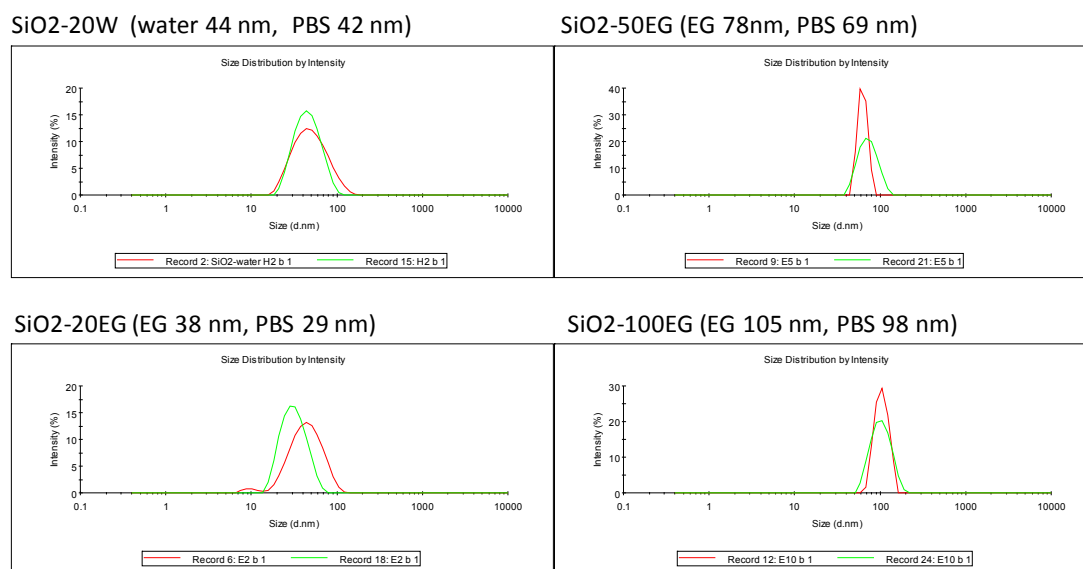 SiO2-20W (water 44 nm, PBS 42 nm)
Size Distribution by Intensity
Intensity (%)
20
15
10
5
0
0.1 1 10 100 1000 10000
Size (d.nm)
Record 2: SiO2-water H2 b 1 Record 15: H2 b 1
SiO2-50EG (EG 78nm, PBS 69 nm)
Size Distribution by Intensity
Intensity (%)
40
30
20
10
0
0.1 1 10 100 1000 10000
Size (d.nm)
Record 9: E5 b 1 Record 21: E5 b 1
SiO2-20EG (EG 38 nm, PBS 29 nm)
Size Distribution by Intensity
Intensity (%)
20
15
10
5
0
0.1 1 10 100 1000 10000
Size (d.nm)
Record 6: E2 b 1 Record 18: E2 b 1
SiO2-100EG (EG 105 nm, PBS 98 nm)
Size Distribution by Intensity
Intensity (%)
30
20
10
0
0.1 1 10 100 1000 10000
Size (d.nm)
Record 12: E10 b 1 Record 24: E10 b 1